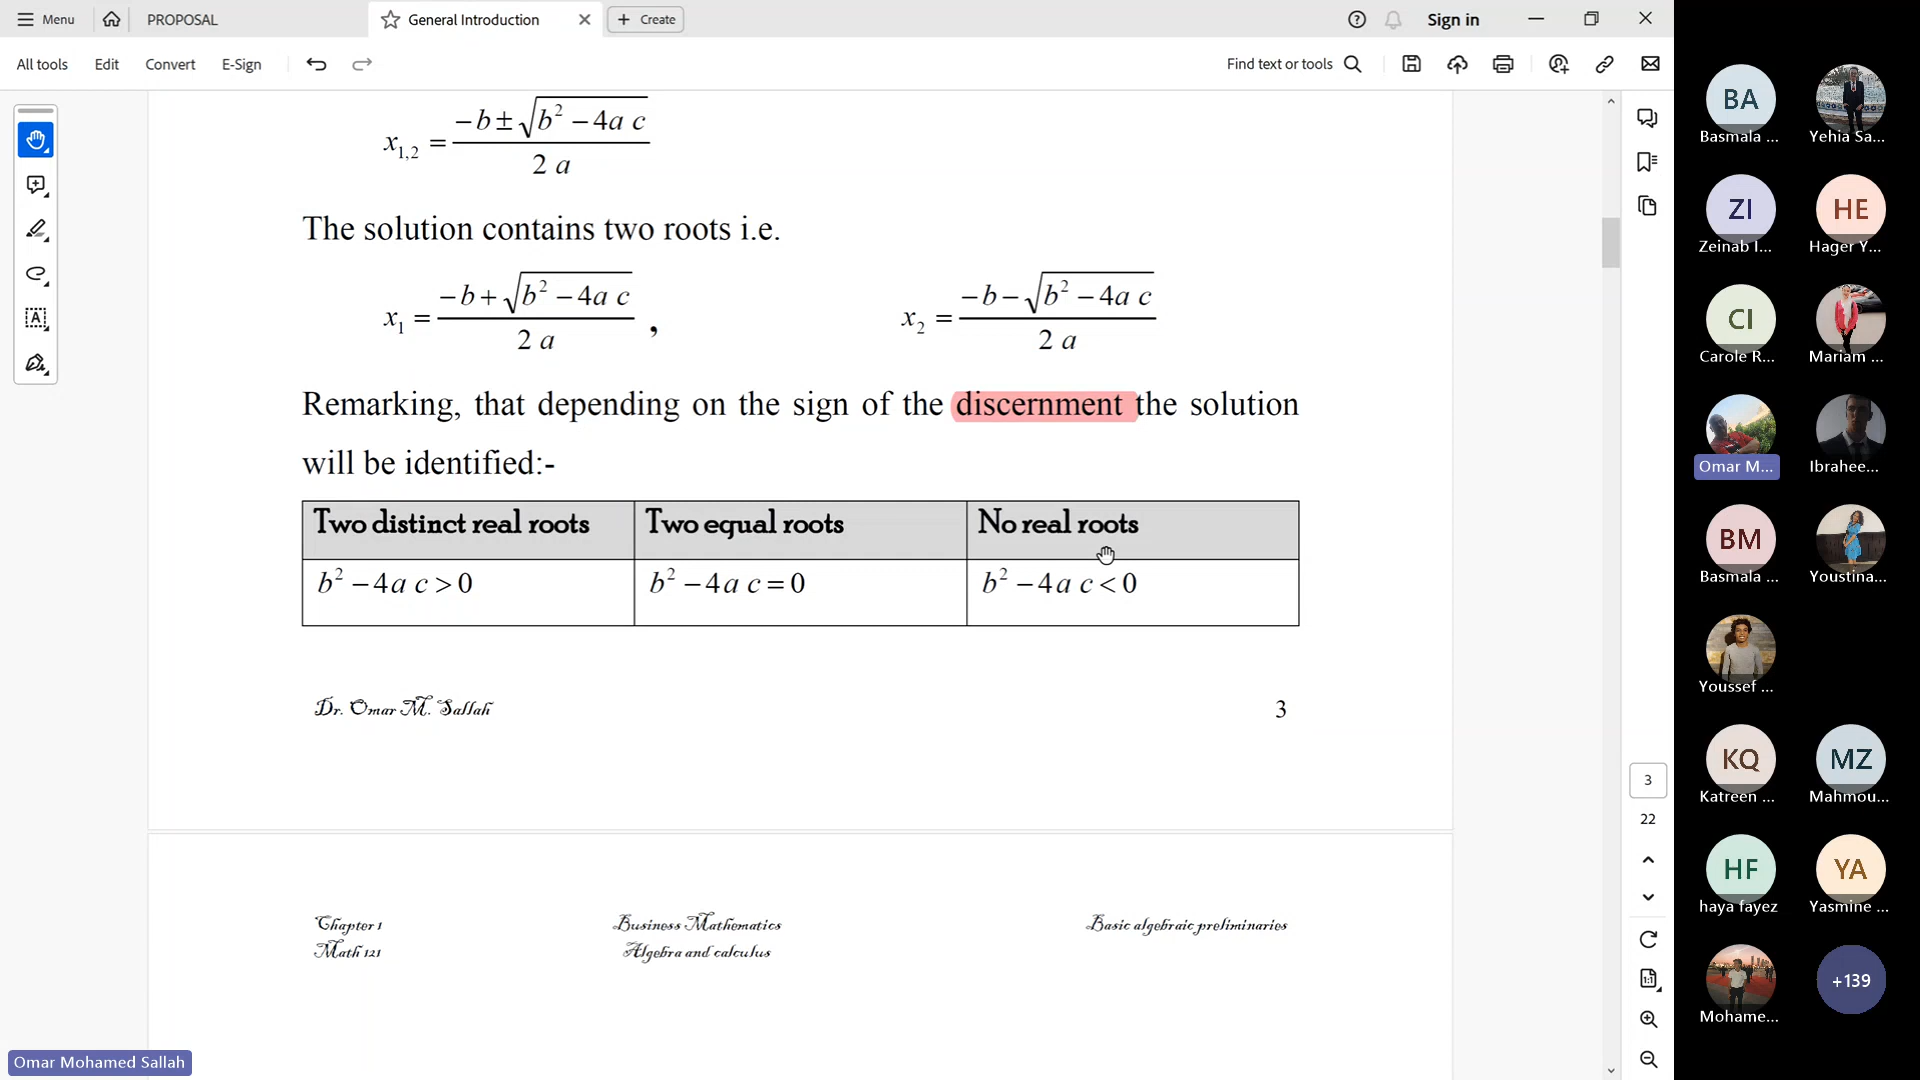 Menu
PROPOSAL
General Introduction
Create
Sign in
All tools
Edit
Convert
E-Sign
Find text or tools
x₁,₂ = (−b ± √(b² − 4a c)) / (2 a)
The solution contains two roots i.e.
x₁ = (−b + √(b² − 4a c)) / (2 a) , x₂ = (−b − √(b² − 4a c)) / (2 a)
Remarking, that depending on the sign of the discernment the solution
will be identified:-
Two distinct real roots Two equal roots No real roots
b² − 4a c > 0 b² − 4a c = 0 b² − 4a c < 0
Dr. Omar M. Sallah 3
Chapter 1 Business Mathematics Basic algebraic preliminaries
Math 121 Algebra and calculus
3
22
1:1
BA
Basmala ...
Yehia Sa...
ZI
Zeinab I...
HE
Hager Y...
CI
Carole R...
Mariam ...
Omar M...
Ibrahee...
BM
Basmala ...
Youstina...
Youssef ...
KQ
Katreen ...
MZ
Mahmou...
HF
haya fayez
YA
Yasmine ...
Mohame...
+139
Omar Mohamed Sallah